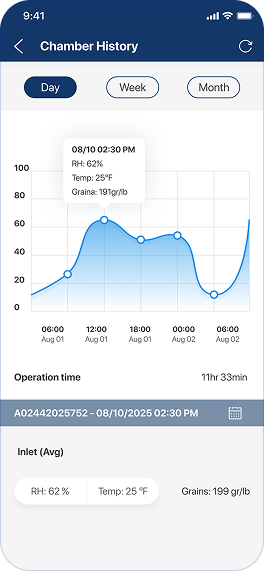 9:41
Chamber History
Day Week Month
08/10 02:30 PM
RH: 62%
Temp: 25°F
Graina: 191gr/lb
100
80
60
40
20
0
06:00 12:00 18:00 00:00 06:00
Aug 01 Aug 01 Aug 01 Aug 02 Aug 02
Operation time 11hr 33min
A02442025752 - 08/10/2025 02:30 PM
Inlet (Avg)
RH: 62 % Temp: 25 °F Grains: 199 gr/lb